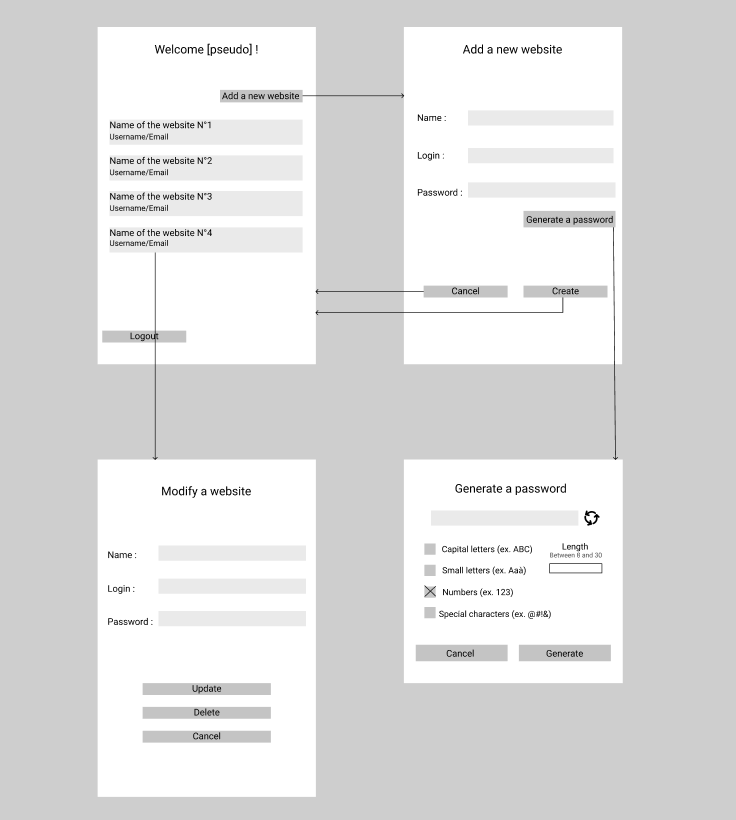 Welcome [pseudo] !
Add a new website
Name of the website N°1
Username/Email
Name of the website N°2
Username/Email
Name of the website N°3
Username/Email
Name of the website N°4
Username/Email
Logout
Add a new website
Name :
Login :
Password :
Generate a password
Cancel
Create
Modify a website
Name :
Login :
Password :
Update
Delete
Cancel
Generate a password
Capital letters (ex. ABC)
Small letters (ex. Aaà)
Numbers (ex. 123)
Special characters (ex. @#!&)
Length
Between 8 and 30
Cancel
Generate